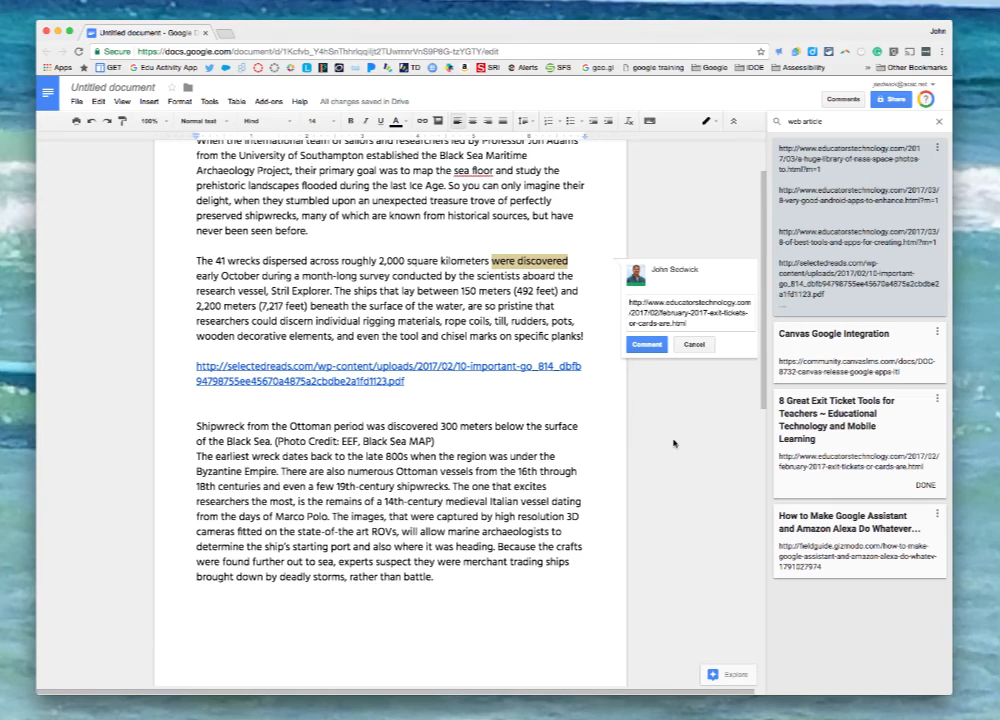 Untitled document - Google D
John
Secure https://docs.google.com/document/d/1Kcfvb_
Apps GET Ecu Activity App TD SRI Alerts SFS goo.gl google training Google IDOE Accessibility » Other Bookmarks
Untitled document
File Edit View Insert Format Tools Table Add-ons Help All changes saved in Drive
Comments Share
100% Normal text Hind 14 B I U A
web article
When the international team of sailors and researchers led by Professor Jon Adams
from the University of Southampton established the Black Sea Maritime
Archaeology Project, their primary goal was to map the sea floor and study the
prehistoric landscapes flooded during the last Ice Age. So you can only imagine their
delight, when they stumbled upon an unexpected treasure trove of perfectly
preserved shipwrecks, many of which are known from historical sources, but have
never been seen before.
The 41 wrecks dispersed across roughly 2,000 square kilometers were discovered
early October during a month-long survey conducted by the scientists aboard the
research vessel, Stril Explorer. The ships that lay between 150 meters (492 feet) and
2,200 meters (7,217 feet) beneath the surface of the water, are so pristine that
researchers could discern individual rigging materials, rope coils, till, rudders, pots,
wooden decorative elements, and even the tool and chisel marks on specific planks!
http://selectedreads.com/wp-content/uploads/2017/02/10-important-go_814_dbfb
94798755ee45670a4875a2cbdbe2a1fd1123.pdf
Shipwreck from the Ottoman period was discovered 300 meters below the surface
of the Black Sea. (Photo Credit: EEF, Black Sea MAP)
The earliest wreck dates back to the late 800s when the region was under the
Byzantine Empire. There are also numerous Ottoman vessels from the 16th through
18th centuries and even a few 19th-century shipwrecks. The one that excites
researchers the most, is the remains of a 14th-century medieval Italian vessel dating
from the days of Marco Polo. The images, that were captured by high resolution 3D
cameras fitted on the state-of-the art ROVs, will allow marine archaeologists to
determine the ship's starting port and also where it was heading. Because the crafts
were found further out to sea, experts suspect they were merchant trading ships
brought down by deadly storms, rather than battle.
John Sedwick
http://www.educatorstechnology.com
/2017/02/february-2017-exit-tickets-
or-cards-are.html
Comment Cancel
http://www.educatorstechnology.com/201
7/03/a-huge-library-of-nasa-space-photos-
to.html?m=1
http://www.educatorstechnology.com/2017/03/
8-very-good-android-apps-to-enhance.html?m=1
http://www.educatorstechnology.com/2017/03/
8-of-best-tools-and-apps-for-creating.html?m=1
http://selectedreads.com/wp-
content/uploads/2017/02/10-important-
go_814_dbfb94798755ee45670a4875a2cbdbe2
a1fd1123.pdf
...
Canvas Google Integration
https://community.canvaslms.com/docs/DOC-
8732-canvas-release-google-apps-lti
8 Great Exit Ticket Tools for
Teachers ~ Educational
Technology and Mobile
Learning
http://www.educatorstechnology.com/2017/02/
february-2017-exit-tickets-or-cards-are.html
DONE
How to Make Google Assistant
and Amazon Alexa Do Whatever...
http://fieldguide.gizmodo.com/how-to-make-
google-assistant-and-amazon-alexa-do-whatev-
1791027974
Explore